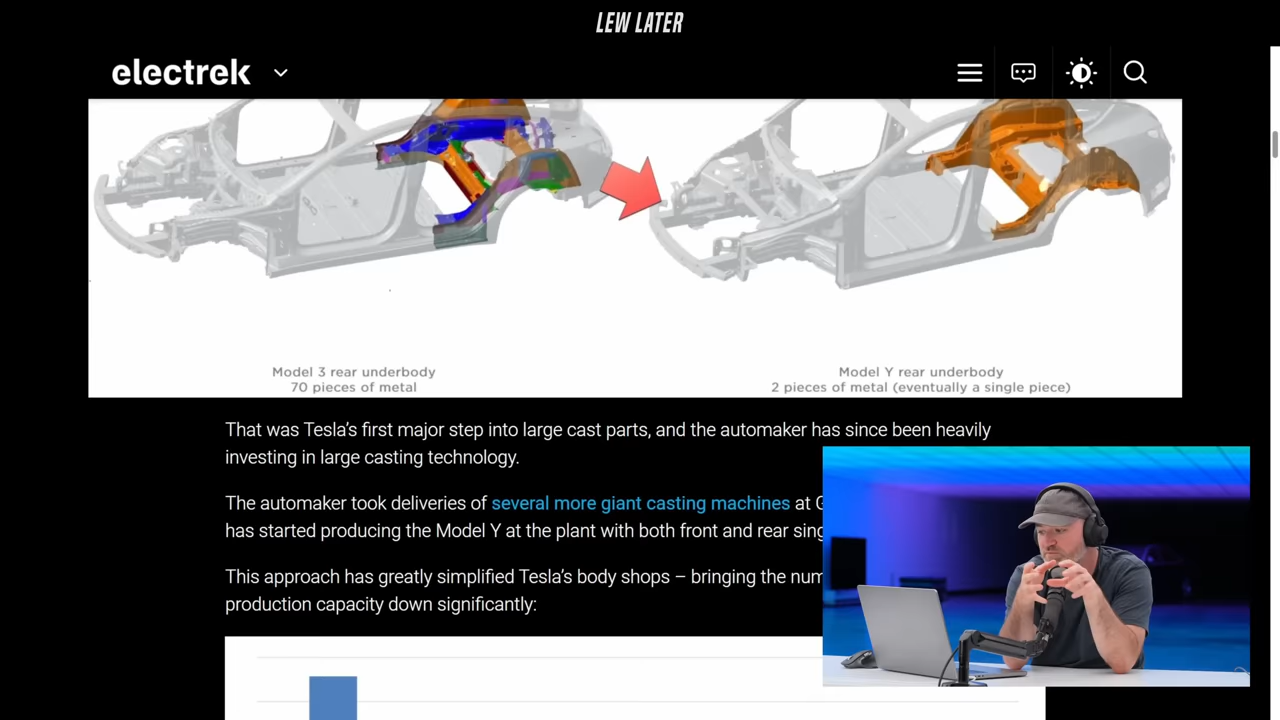 LEW LATER
electrek
Model 3 rear underbody
70 pieces of metal
Model Y rear underbody
2 pieces of metal (eventually a single piece)
That was Tesla's first major step into large cast parts, and the automaker has since been heavily
investing in large casting technology.
The automaker took deliveries of several more giant casting machines at G
has started producing the Model Y at the plant with both front and rear sing
This approach has greatly simplified Tesla's body shops – bringing the num
production capacity down significantly: